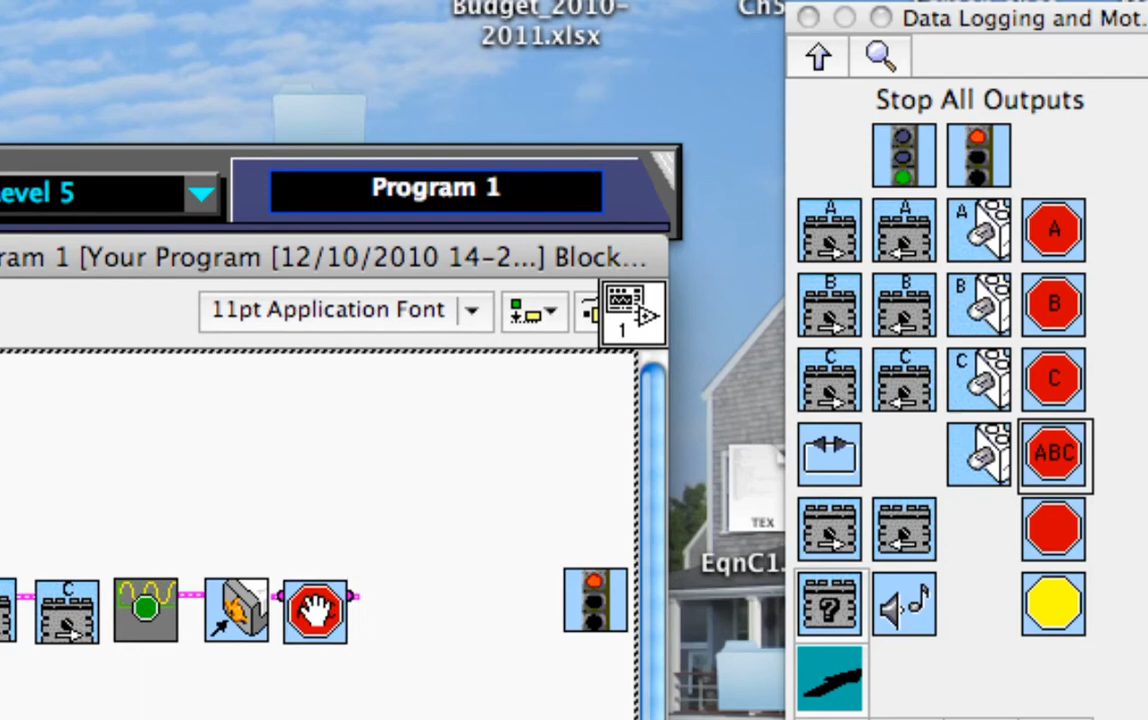 Budget_2010-
2011.xlsx
Ch5
Data Logging and Mot.
Stop All Outputs
evel 5
Program 1
ram 1 [Your Program [12/10/2010 14-2...] Block...
11pt Application Font
1
A
A
A
A
B
B
B
B
C
C
C
C
ABC
TEX
EqnC1.
C
?